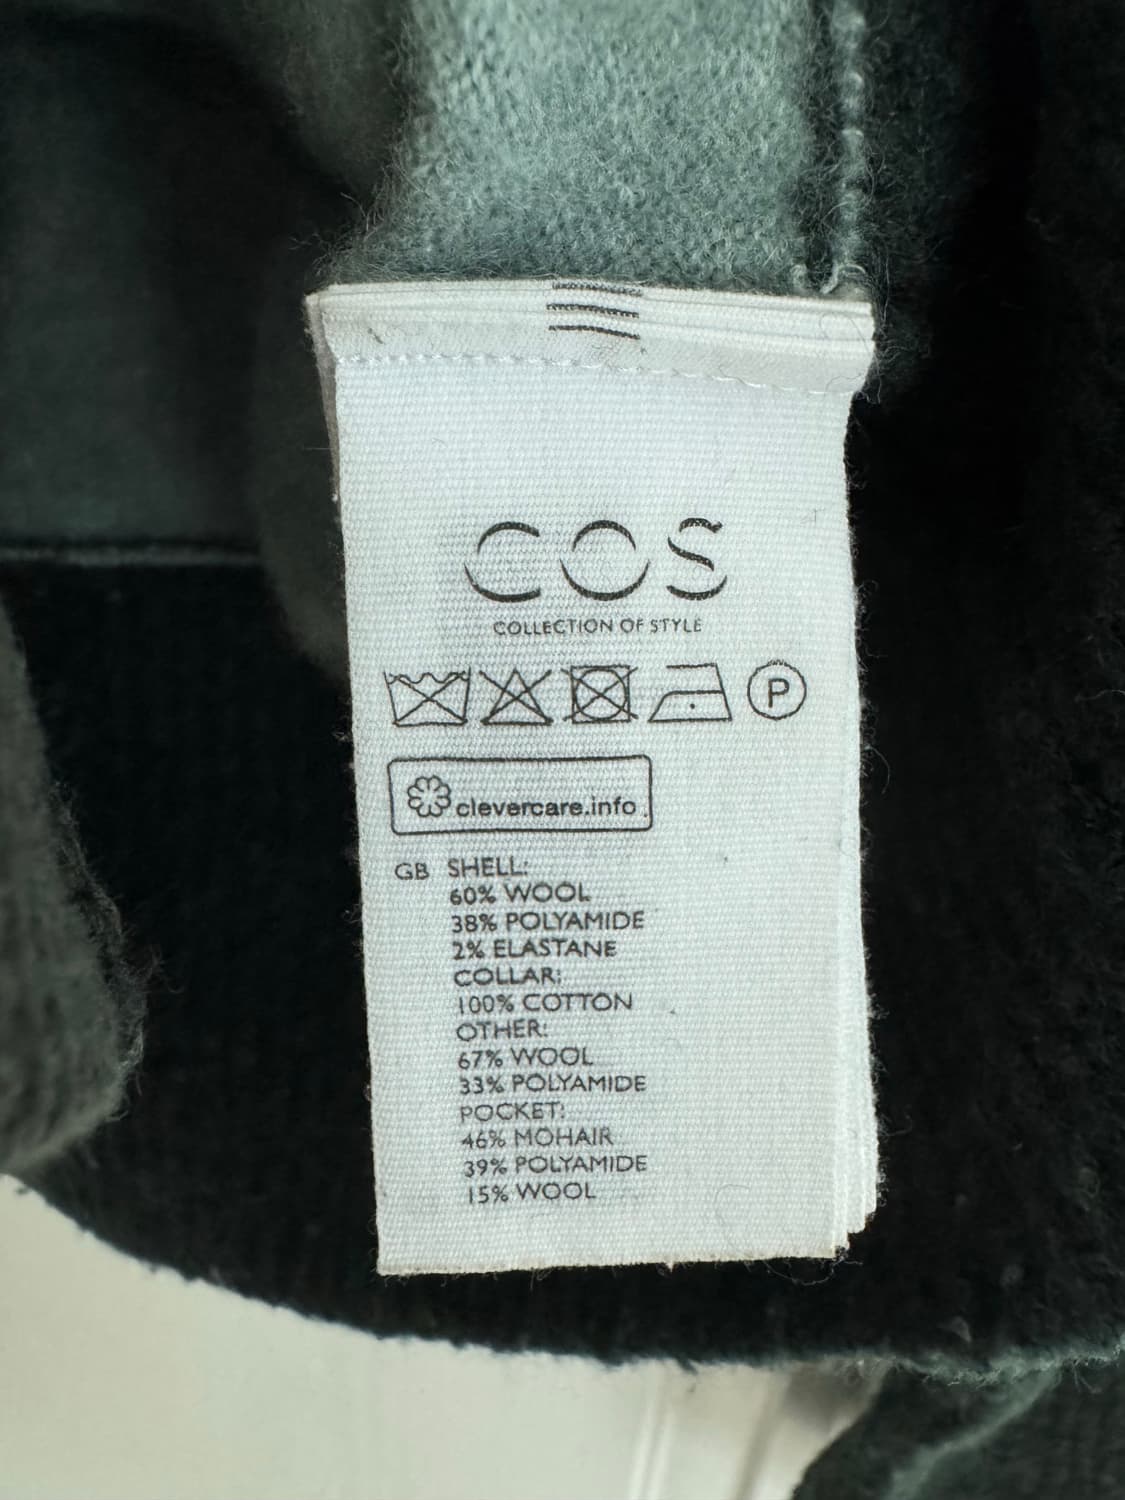 COS
COLLECTION OF STYLE
P
clevercare.info
GB SHELL:
60% WOOL
38% POLYAMIDE
2% ELASTANE
COLLAR:
100% COTTON
OTHER:
67% WOOL
33% POLYAMIDE
POCKET:
46% MOHAIR
39% POLYAMIDE
15% WOOL